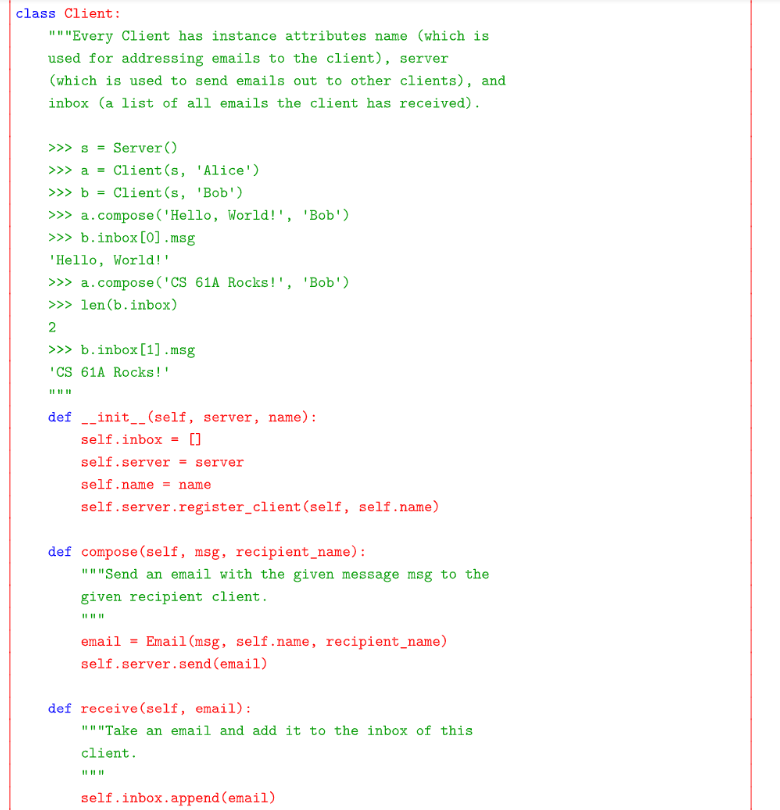 class Client:
    """Every Client has instance attributes name (which is
    used for addressing emails to the client), server
    (which is used to send emails out to other clients), and
    inbox (a list of all emails the client has received).

    >>> s = Server()
    >>> a = Client(s, 'Alice')
    >>> b = Client(s, 'Bob')
    >>> a.compose('Hello, World!', 'Bob')
    >>> b.inbox[0].msg
    'Hello, World!'
    >>> a.compose('CS 61A Rocks!', 'Bob')
    >>> len(b.inbox)
    2
    >>> b.inbox[1].msg
    'CS 61A Rocks!'
    """
    def __init__(self, server, name):
        self.inbox = []
        self.server = server
        self.name = name
        self.server.register_client(self, self.name)

    def compose(self, msg, recipient_name):
        """Send an email with the given message msg to the
        given recipient client.
        """
        email = Email(msg, self.name, recipient_name)
        self.server.send(email)

    def receive(self, email):
        """Take an email and add it to the inbox of this
        client.
        """
        self.inbox.append(email)